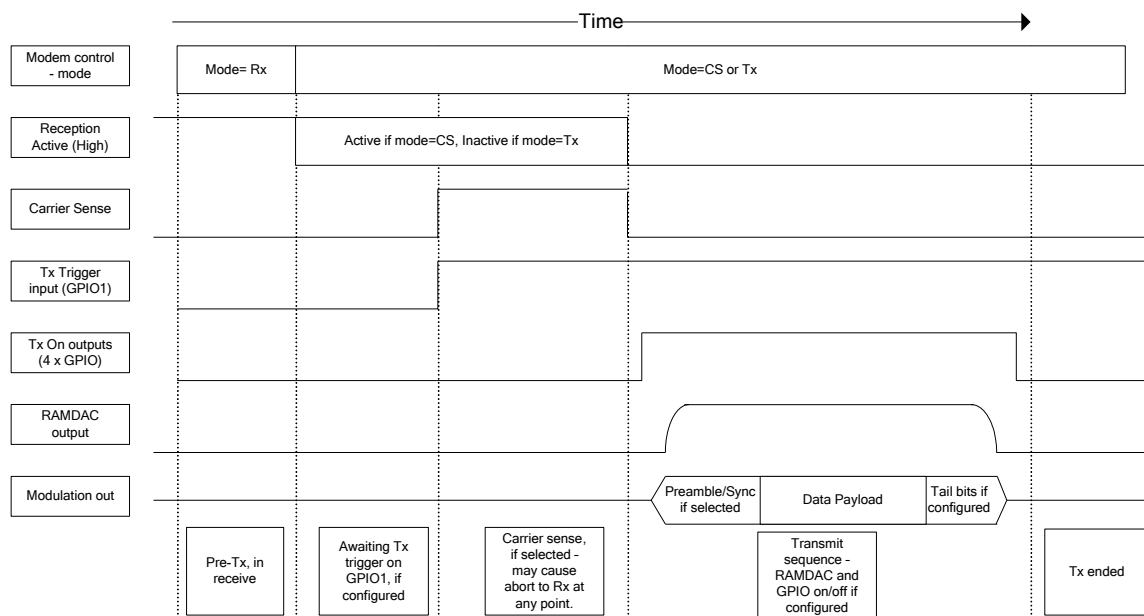 Time
Modem control
- mode
Mode= Rx
Mode=CS or Tx
Reception
Active (High)
Active if mode=CS, Inactive if mode=Tx
Carrier Sense
Tx Trigger
input (GPIO1)
Tx On outputs
(4 x GPIO)
RAMDAC
output
Modulation out
Preamble/Sync
if selected
Data Payload
Tail bits if
configured
Pre-Tx, in
receive
Awaiting Tx
trigger on
GPIO1, if
configured
Carrier sense,
if selected –
may cause
abort to Rx at
any point.
Transmit
sequence -
RAMDAC and
GPIO on/off if
configured
Tx ended